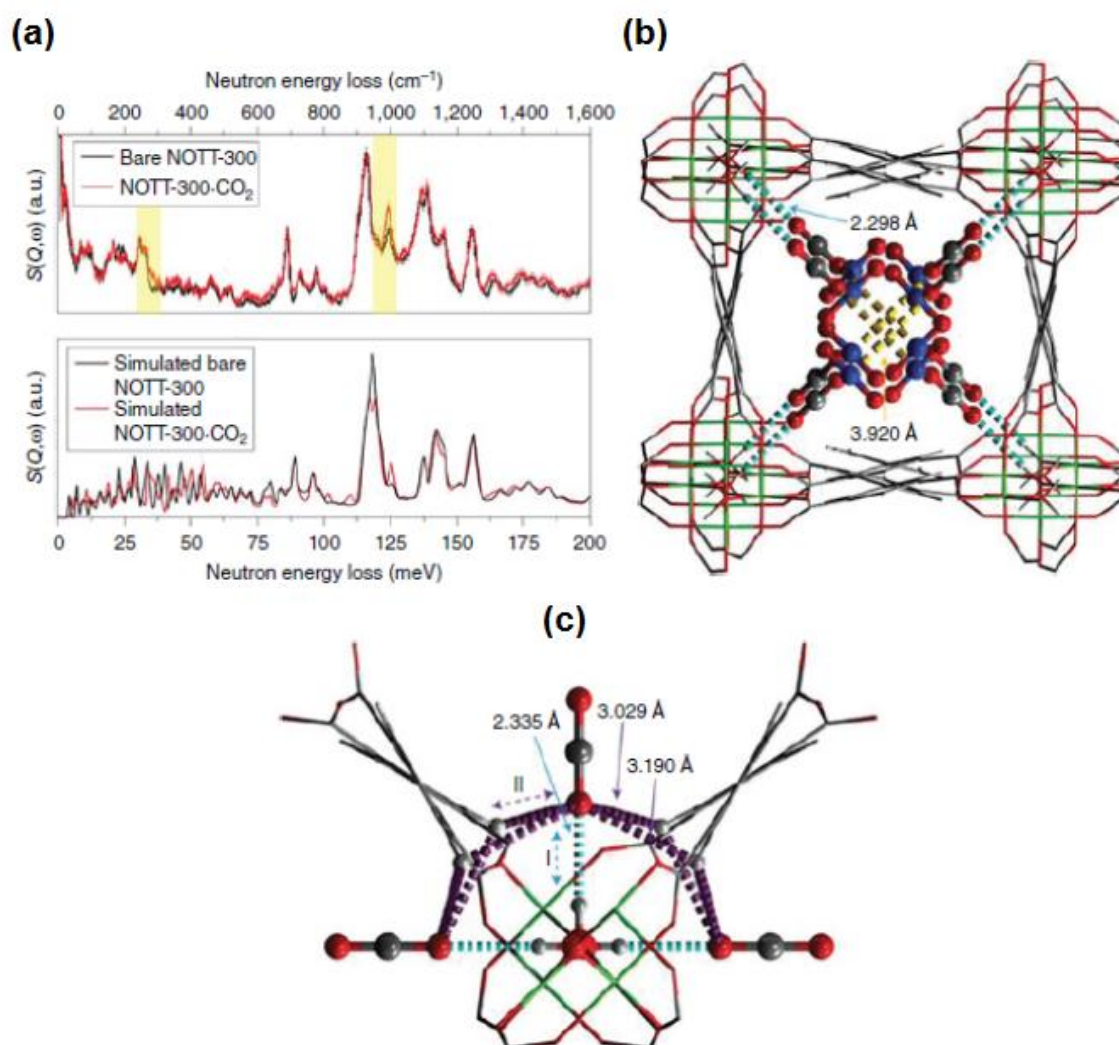 (a)
Neutron energy loss (cm⁻¹)
0 200 400 600 800 1,000 1,200 1,600
Bare NOTT-300
NOTT-300·CO₂
S(Q,ω) (a.u.)
Simulated bare
NOTT-300
Simulated
NOTT-300·CO₂
S(Q,ω) (a.u.)
0 25 50 75 100 125 150 175 200
Neutron energy loss (meV)
(b)
2.298 Å
3.920 Å
(c)
2.335 Å
3.029 Å
3.190 Å
II
I